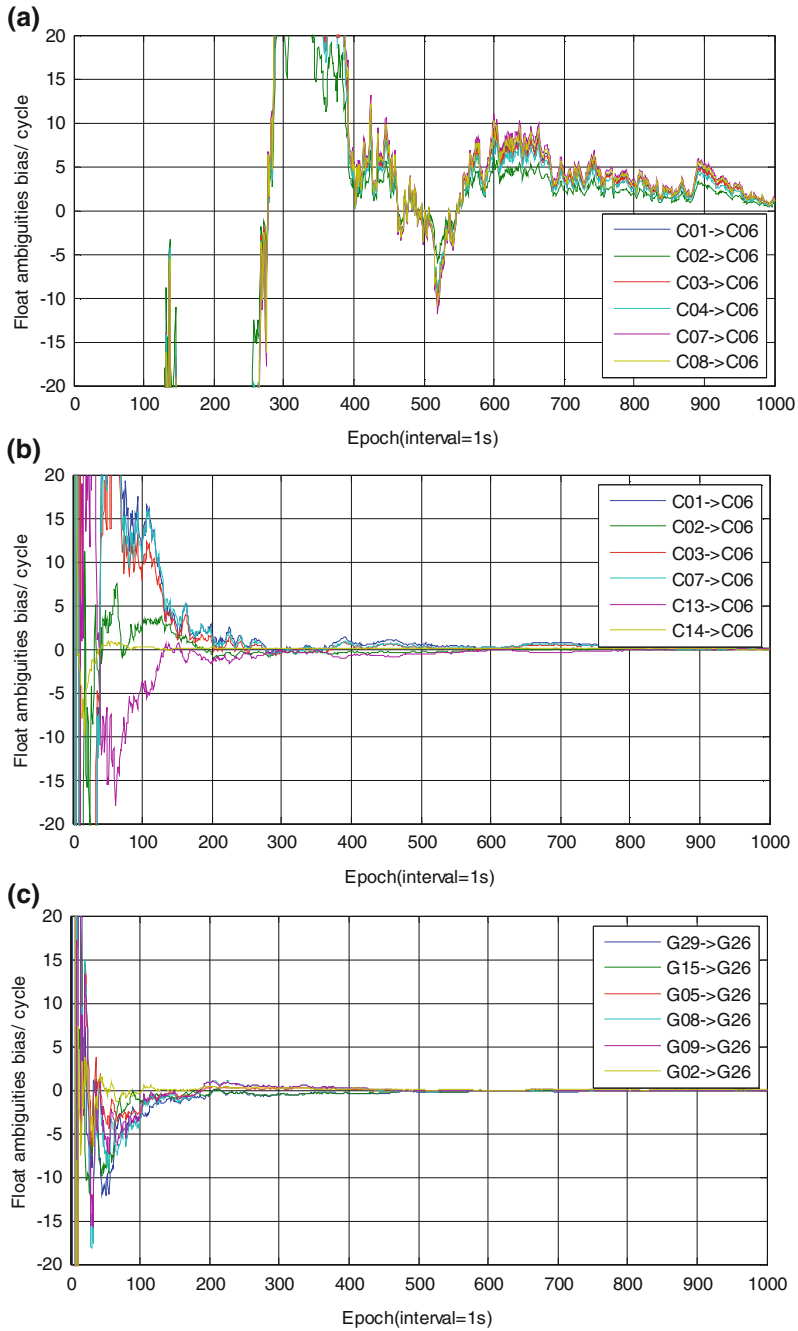 (a)
20
15
10
5
0
-5
-10
-15
-20
Float ambiguities bias/ cycle
C01->C06
C02->C06
C03->C06
C04->C06
C07->C06
C08->C06
0 100 200 300 400 500 600 700 800 900 1000
Epoch(interval=1s)
(b)
20
15
10
5
0
-5
-10
-15
-20
Float ambiguities bias/ cycle
C01->C06
C02->C06
C03->C06
C07->C06
C13->C06
C14->C06
0 100 200 300 400 500 600 700 800 900 1000
Epoch(interval=1s)
(c)
20
15
10
5
0
-5
-10
-15
-20
Float ambiguities bias/ cycle
G29->G26
G15->G26
G05->G26
G08->G26
G09->G26
G02->G26
0 100 200 300 400 500 600 700 800 900 1000
Epoch(interval=1s)